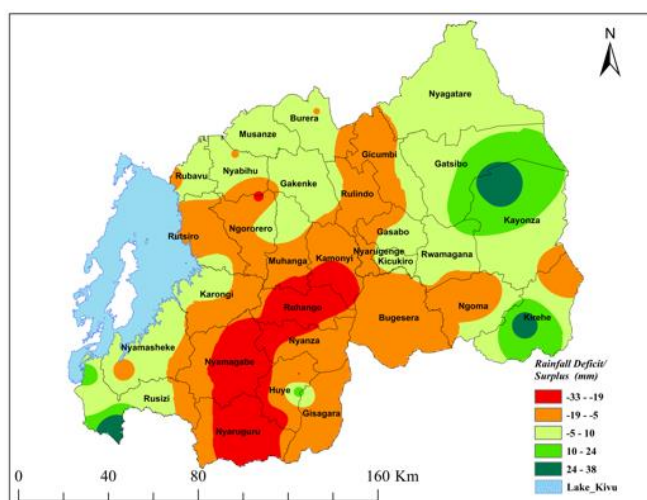 N
Nyagatare
Burera
Musanze
Gicumbi
Gatsibo
Rubavu
Nyabihu
Gakenke
Rulindo
Kayonza
Rutsiro
Ngororero
Gasabo
Nyarugenge
Rwamagana
Muhanga
Kamonyi
Kicukiro
Karongi
Ruhango
Bugesera
Ngoma
Kirehe
Nyamasheke
Nyamagabe
Nyanza
Rusizi
Huye
Gisagara
Nyaruguru
Rainfall Deficit/
Surplus (mm)
-33 - -19
-19 - -5
-5 - 10
10 - 24
24 - 38
Lake_Kivu
0 40 80 160 Km